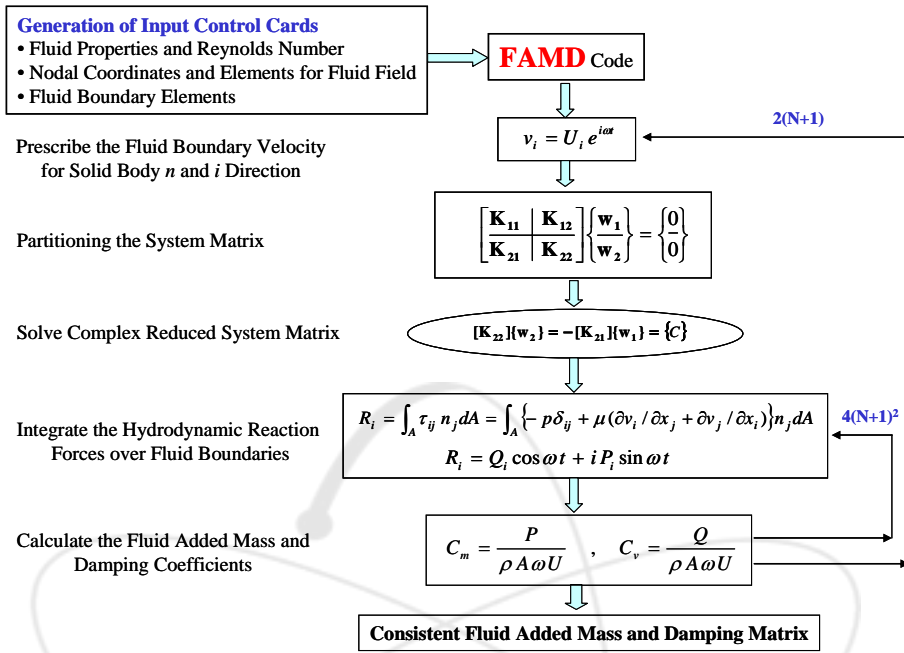 Generation of Input Control Cards
• Fluid Properties and Reynolds Number
• Nodal Coordinates and Elements for Fluid Field
• Fluid Boundary Elements
FAMD Code
Prescribe the Fluid Boundary Velocity
for Solid Body n and i Direction
v_i = U_i e^{iωt}
2(N+1)
Partitioning the System Matrix
[K₁₁ | K₁₂; K₂₁ | K₂₂] {w₁; w₂} = {0; 0}
Solve Complex Reduced System Matrix
[K₂₂]{w₂} = −[K₂₁]{w₁} = {C}
Integrate the Hydrodynamic Reaction
Forces over Fluid Boundaries
R_i = ∫_A τ_ij n_j dA = ∫_A {− pδ_ij + μ(∂v_i / ∂x_j + ∂v_j / ∂x_i)} n_j dA
R_i = Q_i cos ω t + i P_i sin ω t
4(N+1)²
Calculate the Fluid Added Mass and
Damping Coefficients
C_m = P / (ρ A ω U) , C_v = Q / (ρ A ω U)
Consistent Fluid Added Mass and Damping Matrix